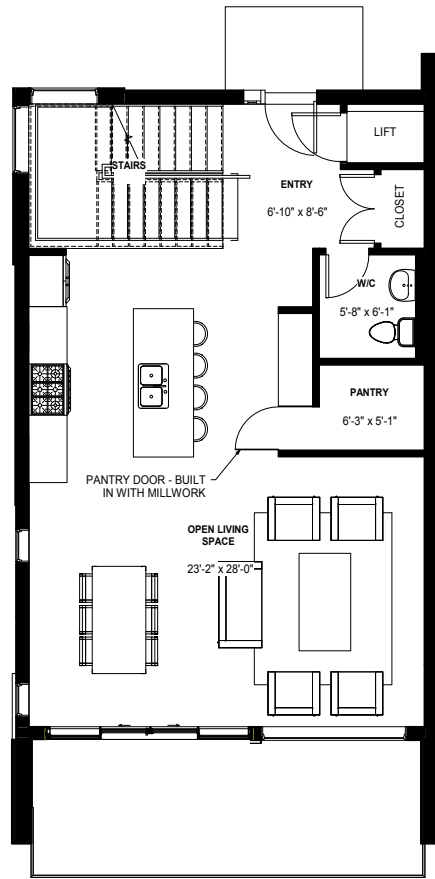 LIFT
STAIRS
ENTRY
6'-10" x 8'-6"
CLOSET
W/C
5'-8" x 6'-1"
PANTRY
6'-3" x 5'-1"
PANTRY DOOR - BUILT
IN WITH MILLWORK
OPEN LIVING
SPACE
23'-2" x 28'-0"